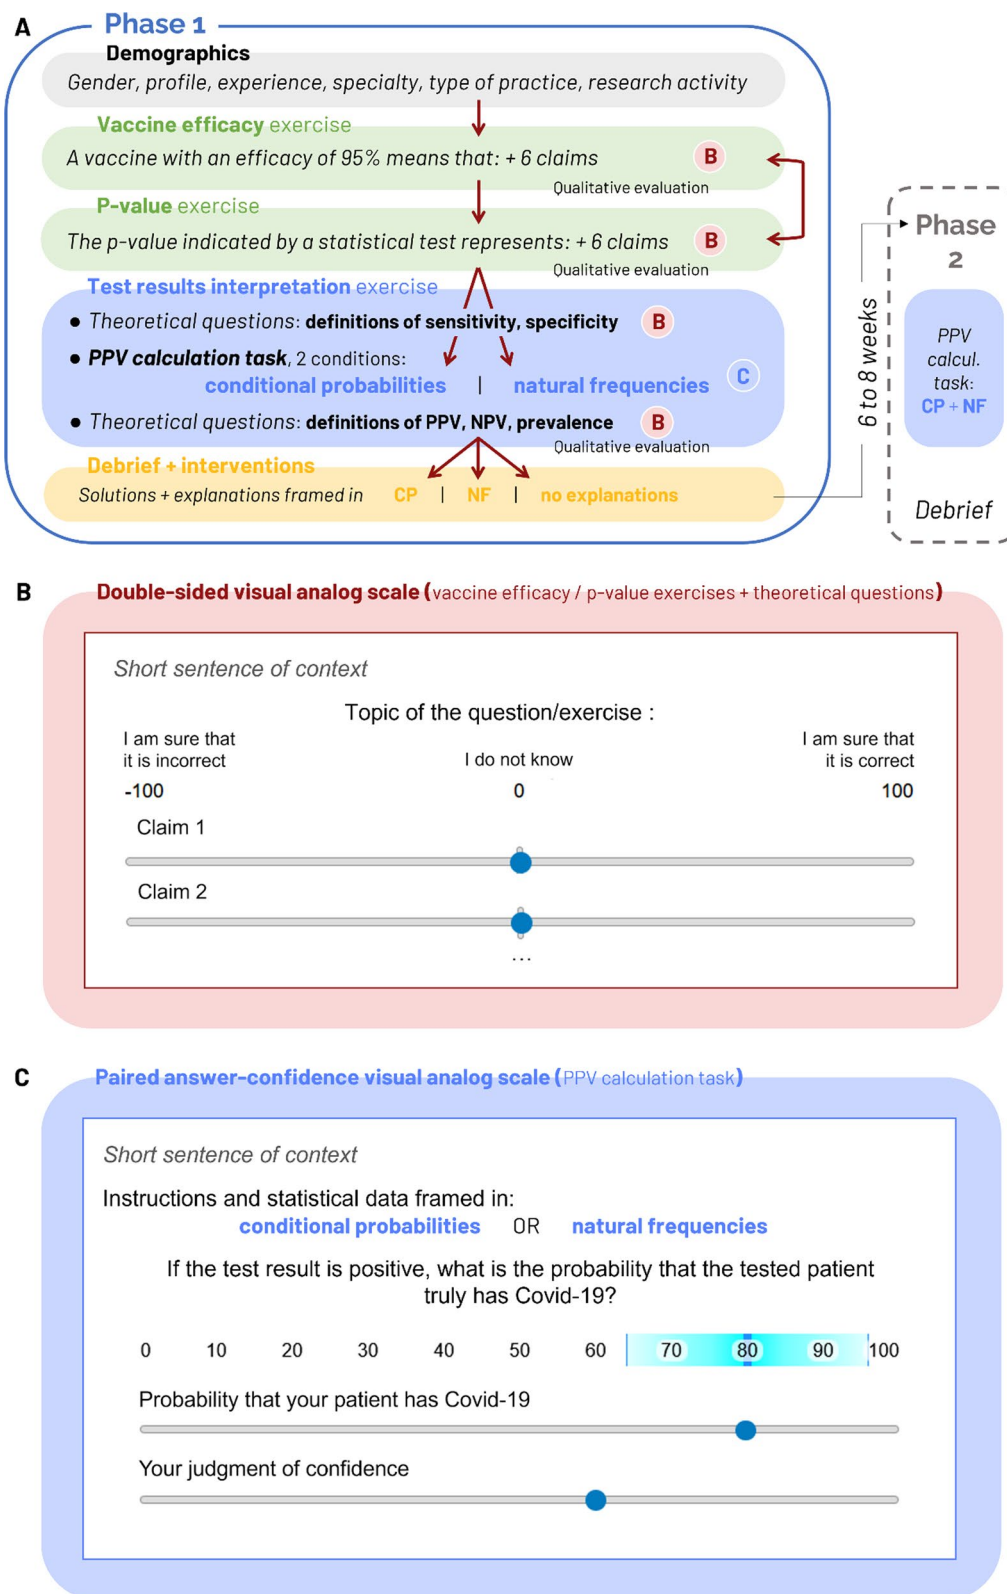 A
Phase 1
Demographics
Gender, profile, experience, specialty, type of practice, research activity
Vaccine efficacy exercise
A vaccine with an efficacy of 95% means that: + 6 claims
B
Qualitative evaluation
P-value exercise
The p-value indicated by a statistical test represents: + 6 claims
B
Qualitative evaluation
Test results interpretation exercise
● Theoretical questions: definitions of sensitivity, specificity
B
● PPV calculation task, 2 conditions:
conditional probabilities | natural frequencies
C
● Theoretical questions: definitions of PPV, NPV, prevalence
B
Qualitative evaluation
Debrief + interventions
Solutions + explanations framed in CP | NF | no explanations
6 to 8 weeks
Phase
2
PPV
calcul.
task:
CP + NF
Debrief
B
Double-sided visual analog scale (vaccine efficacy / p-value exercises + theoretical questions)
Short sentence of context
Topic of the question/exercise :
I am sure that
it is incorrect
I do not know
I am sure that
it is correct
-100 0 100
Claim 1
Claim 2
...
C
Paired answer-confidence visual analog scale (PPV calculation task)
Short sentence of context
Instructions and statistical data framed in:
conditional probabilities OR natural frequencies
If the test result is positive, what is the probability that the tested patient
truly has Covid-19?
0 10 20 30 40 50 60 70 80 90 100
Probability that your patient has Covid-19
Your judgment of confidence